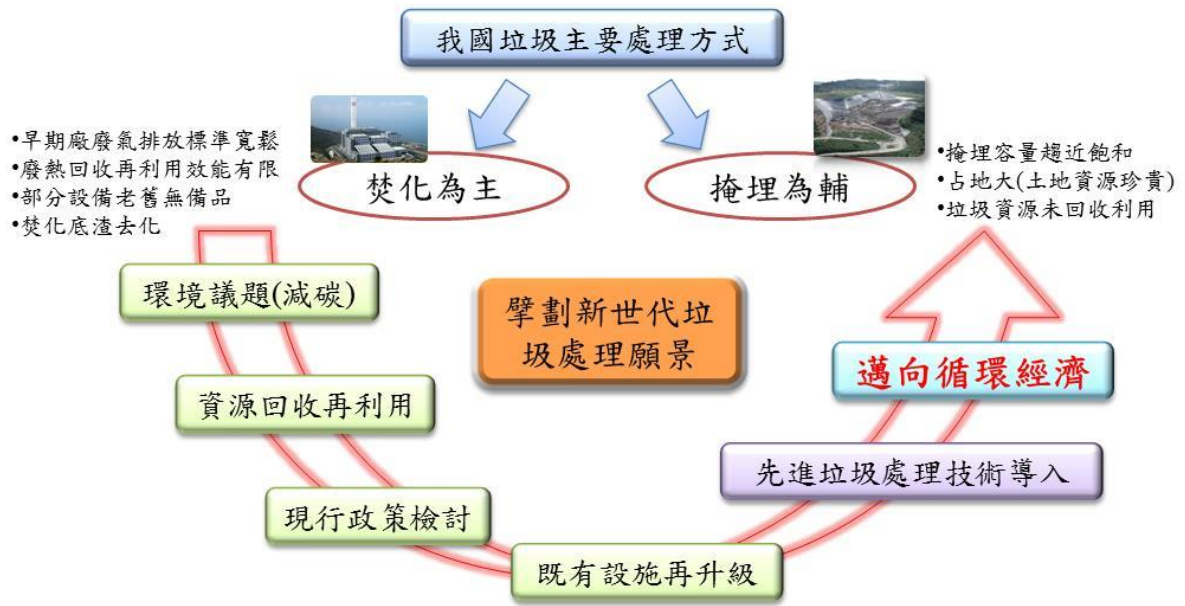 我國垃圾主要處理方式
•早期廠廢氣排放標準寬鬆
•廢熱回收再利用效能有限
•部分設備老舊無備品
•焚化底渣去化
焚化為主
掩埋為輔
•掩埋容量趨近飽和
•占地大(土地資源珍貴)
•垃圾資源未回收利用
環境議題(減碳)
擘劃新世代垃
圾處理願景
邁向循環經濟
資源回收再利用
先進垃圾處理技術導入
現行政策檢討
既有設施再升級